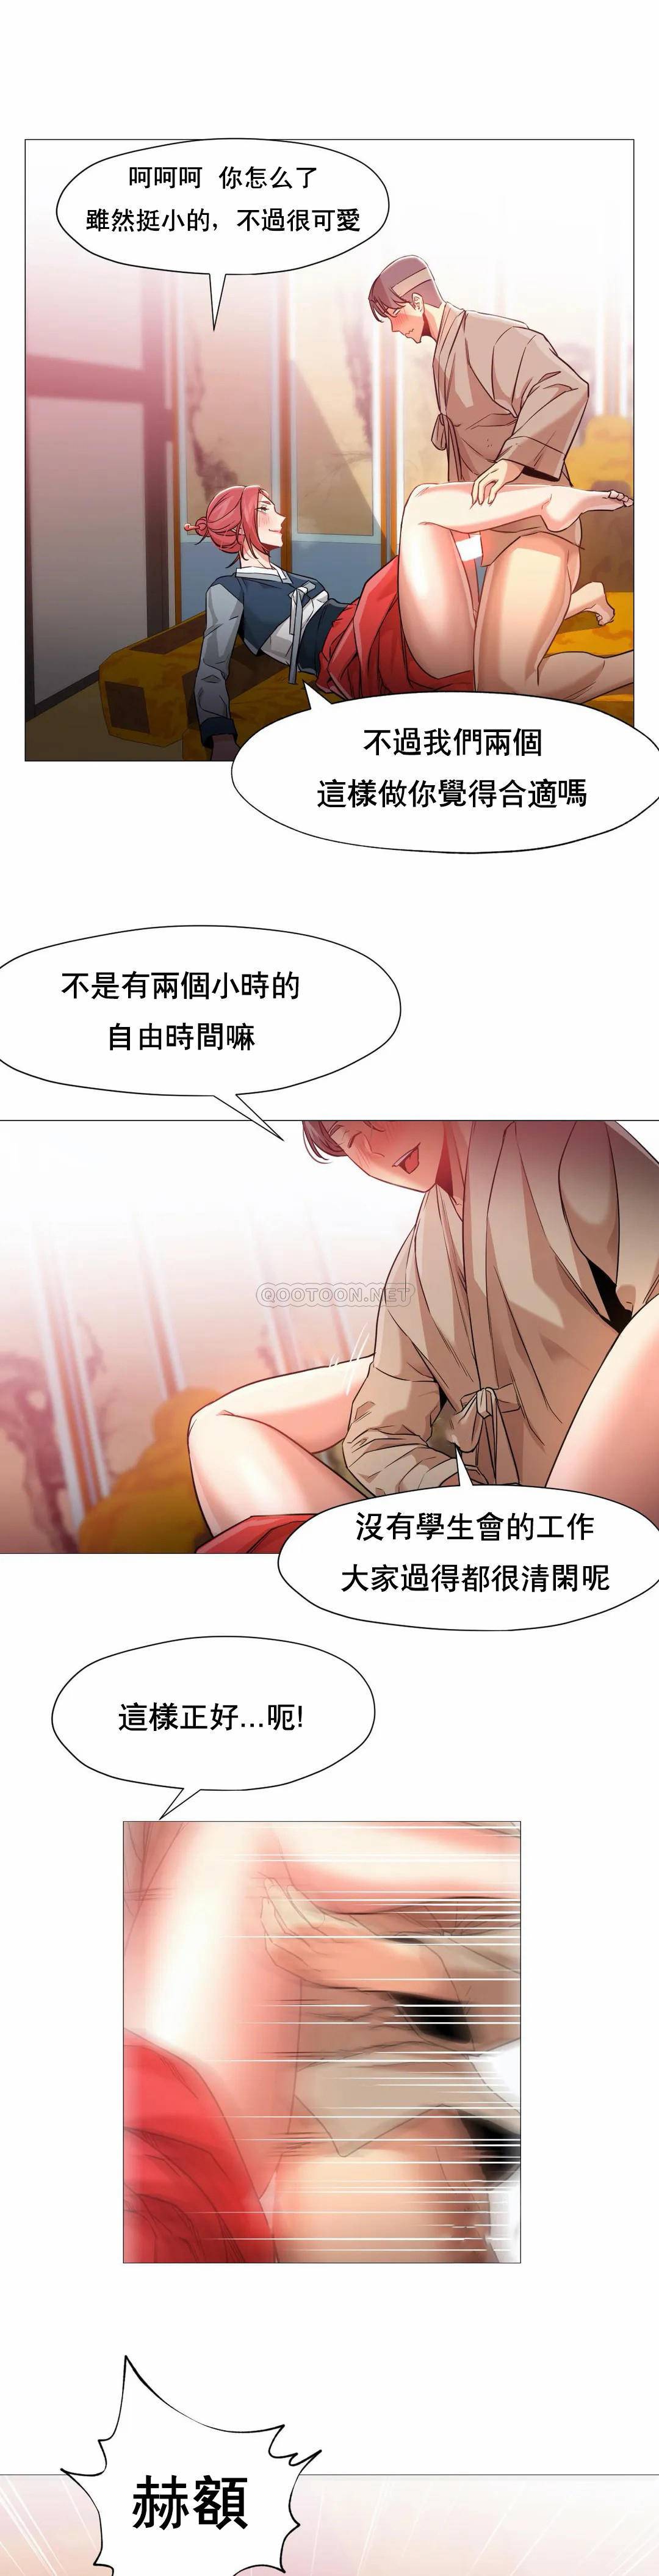 呵呵呵 你怎么了
雖然挺小的，不過很可愛
不過我們兩個
這樣做你覺得合適嗎
不是有兩個小時的
自由時間嘛
QOOTOON.NET
沒有學生會的工作
大家過得都很清閑呢
這樣正好...呃!
赫額